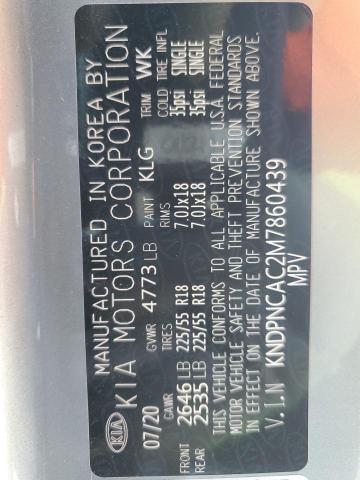 MANUFACTURED IN KOREA BY
KIA KIA MOTORS CORPORATION
07/20 GVWR 4773 LB PAINT KLG TRIM WK
GAWR TIRES RIMS COLD TIRE INFL
FRONT 2646 LB 225/55 R18 7.0Jx18 35psi SINGLE
REAR 2535 LB 225/55 R18 7.0Jx18 35psi SINGLE
THIS VEHICLE CONFORMS TO ALL APPLICABLE U.S.A. FEDERAL
MOTOR VEHICLE SAFETY AND THEFT PREVENTION STANDARDS
IN EFFECT ON THE DATE OF MANUFACTURE SHOWN ABOVE.
V.I.N KNDPNCAC2M7860439
MPV